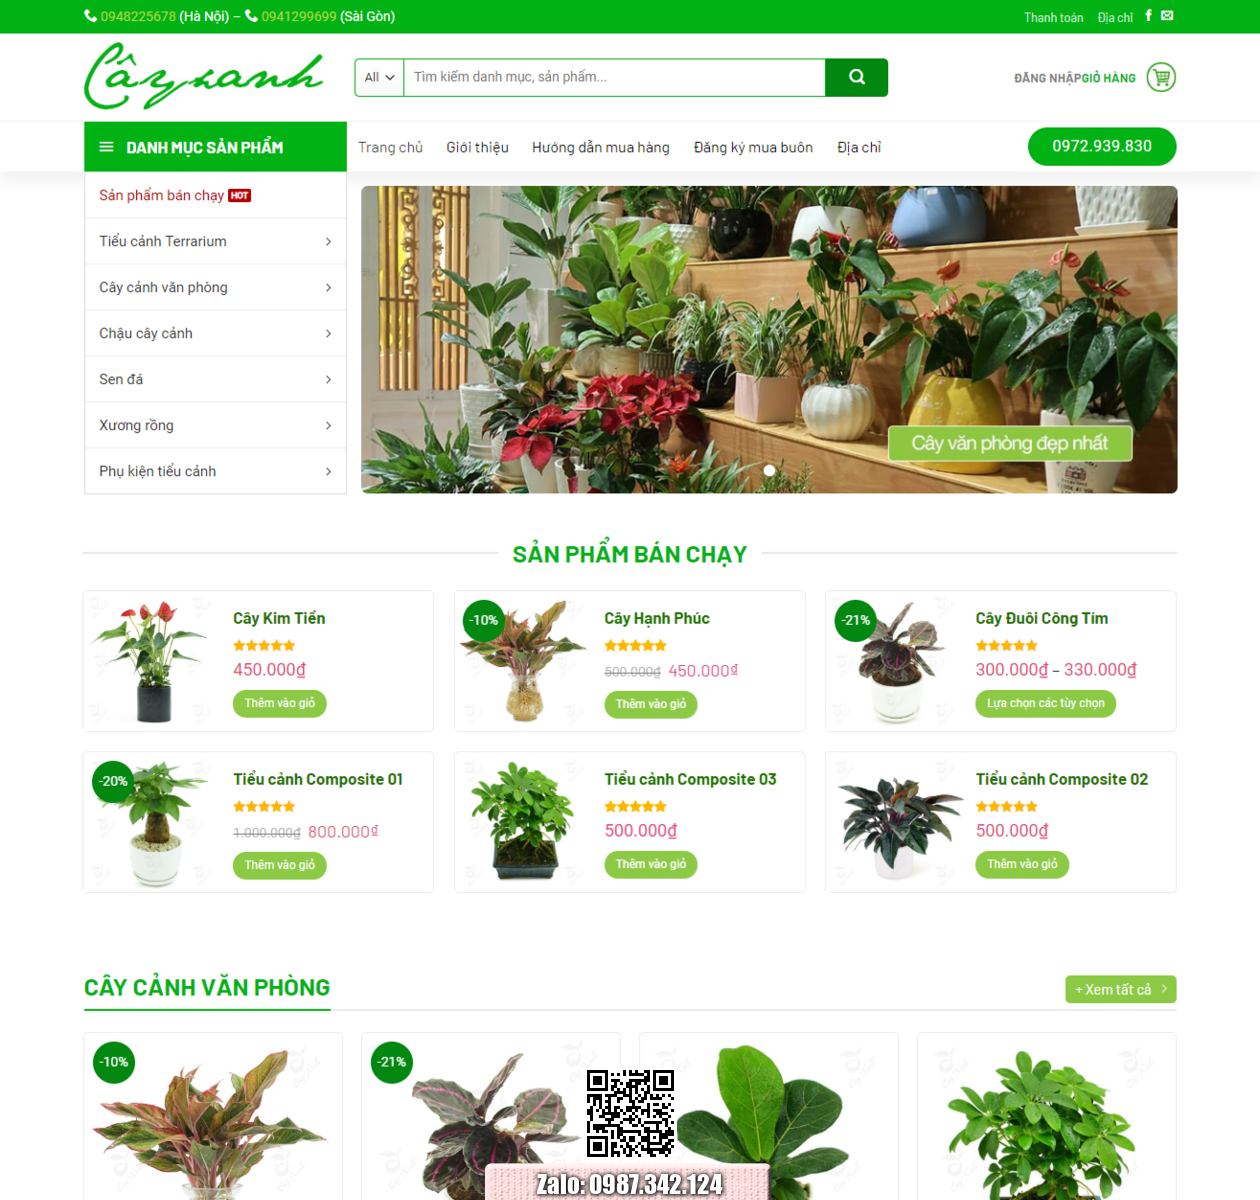 0948225678 (Hà Nội) – 0941299699 (Sài Gòn)
Thanh toán Địa chỉ
Câyxanh
All
Tìm kiếm danh mục, sản phẩm...
ĐĂNG NHẬPGIỎ HÀNG
DANH MỤC SẢN PHẨM
Trang chủ Giới thiệu Hướng dẫn mua hàng Đăng ký mua buôn Địa chỉ
0972.939.830
Sản phẩm bán chạy HOT
Tiểu cảnh Terrarium
Cây cảnh văn phòng
Chậu cây cảnh
Sen đá
Xương rồng
Phụ kiện tiểu cảnh
Cây văn phòng đẹp nhất
SẢN PHẨM BÁN CHẠY
Cây Kim Tiền
450.000₫
Thêm vào giỏ
-10%
Cây Hạnh Phúc
500.000₫ 450.000₫
Thêm vào giỏ
-21%
Cây Đuôi Công Tím
300.000₫ – 330.000₫
Lựa chọn các tùy chọn
-20%
Tiểu cảnh Composite 01
1.000.000₫ 800.000₫
Thêm vào giỏ
Tiểu cảnh Composite 03
500.000₫
Thêm vào giỏ
Tiểu cảnh Composite 02
500.000₫
Thêm vào giỏ
CÂY CẢNH VĂN PHÒNG
+ Xem tất cả
-10%
-21%
Zalo: 0987.342.124